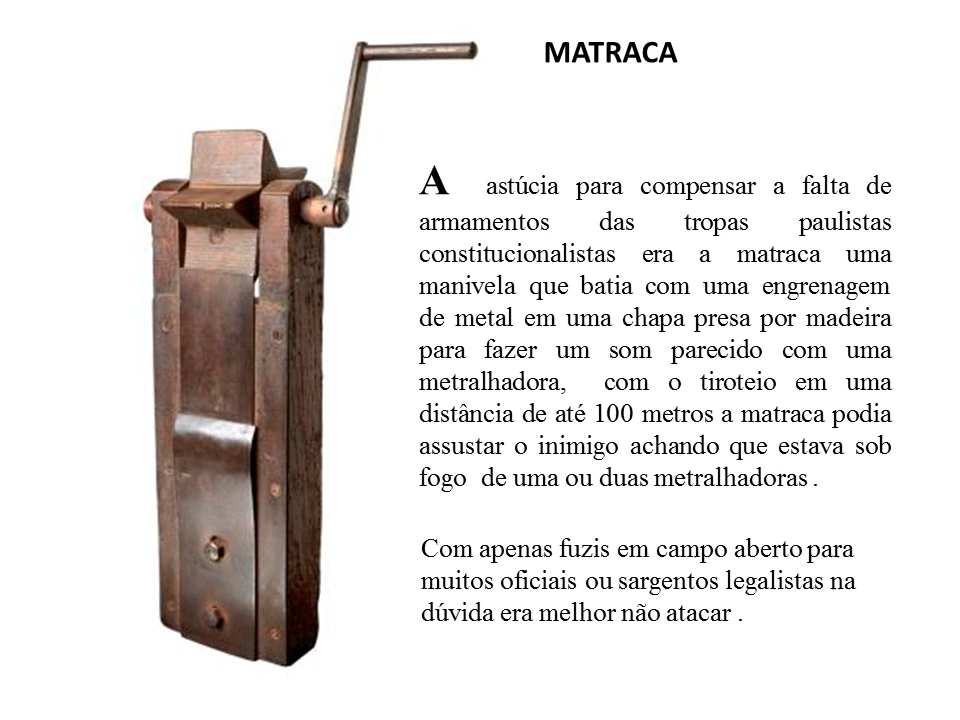 MATRACA
A astúcia para compensar a falta de
armamentos das tropas paulistas
constitucionalistas era a matraca uma
manivela que batia com uma engrenagem
de metal em uma chapa presa por madeira
para fazer um som parecido com uma
metralhadora, com o tiroteio em uma
distância de até 100 metros a matraca podia
assustar o inimigo achando que estava sob
fogo de uma ou duas metralhadoras .
Com apenas fuzis em campo aberto para
muitos oficiais ou sargentos legalistas na
dúvida era melhor não atacar .